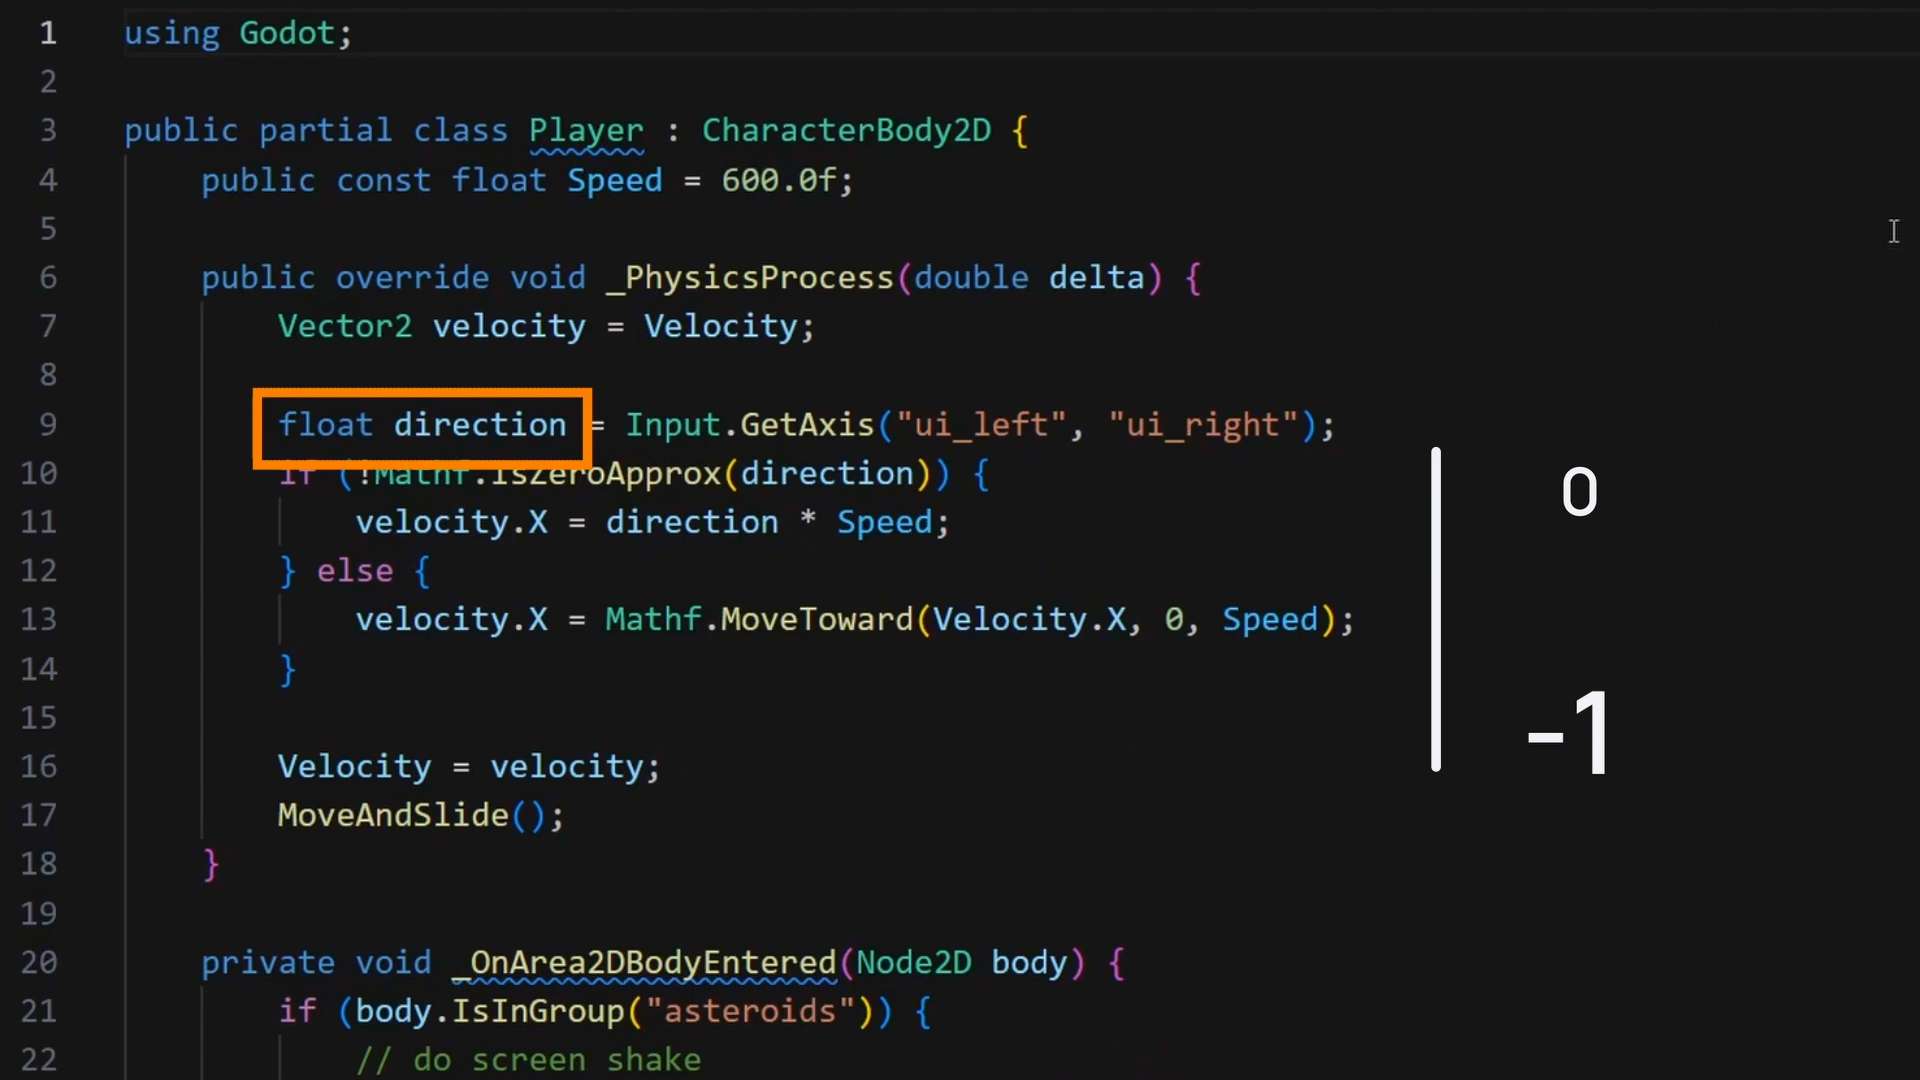 1 using Godot;
2
3 public partial class Player : CharacterBody2D {
4 public const float Speed = 600.0f;
5
6 public override void _PhysicsProcess(double delta) {
7 Vector2 velocity = Velocity;
8
9 float direction = Input.GetAxis("ui_left", "ui_right");
10 if (!Mathf.IsZeroApprox(direction)) {
11 velocity.X = direction * Speed;
12 } else {
13 velocity.X = Mathf.MoveToward(Velocity.X, 0, Speed);
14 }
15
16 Velocity = velocity;
17 MoveAndSlide();
18 }
19
20 private void _OnArea2DBodyEntered(Node2D body) {
21 if (body.IsInGroup("asteroids")) {
22 // do screen shake
0
-1